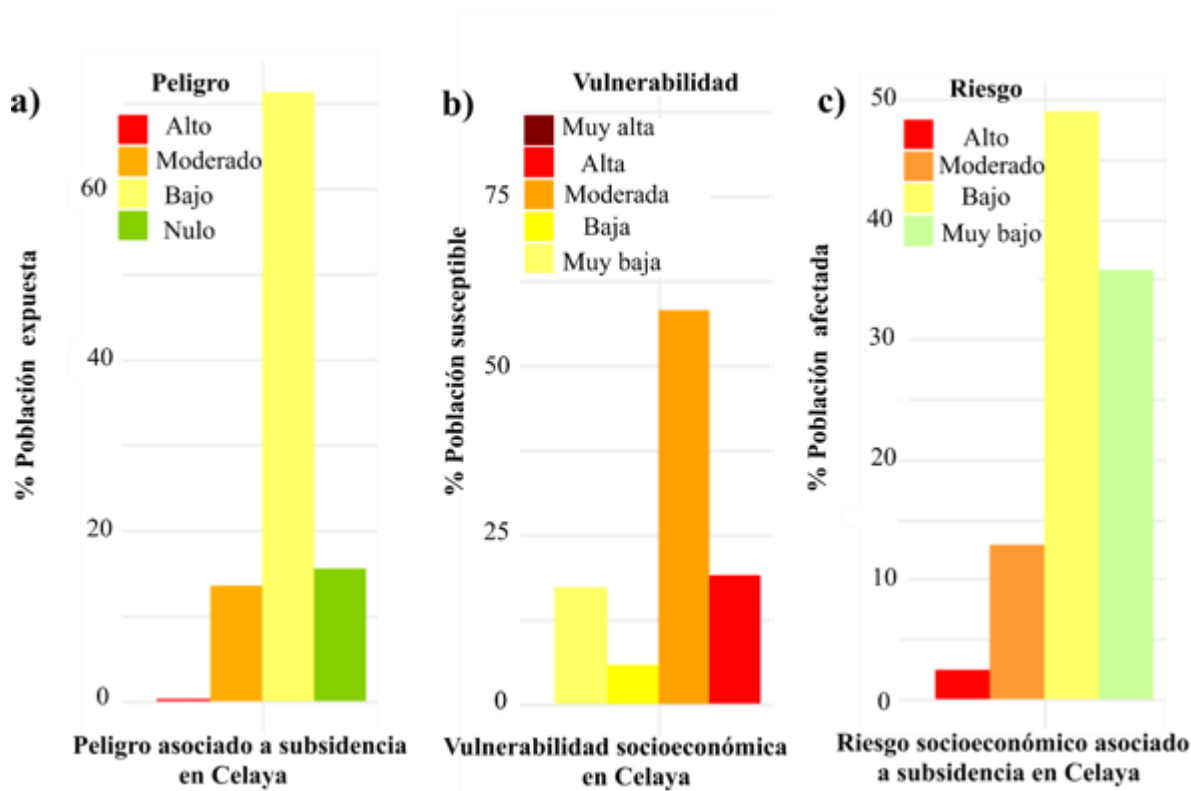 a)
Peligro
Alto
Moderado
Bajo
Nulo
60
40
20
0
% Población expuesta
Peligro asociado a subsidencia
en Celaya
b)
Vulnerabilidad
Muy alta
Alta
Moderada
Baja
Muy baja
75
50
25
0
% Población susceptible
Vulnerabilidad socioeconómica
en Celaya
c)
Riesgo
Alto
Moderado
Bajo
Muy bajo
50
40
30
20
10
0
% Población afectada
Riesgo socioeconómico asociado
a subsidencia en Celaya